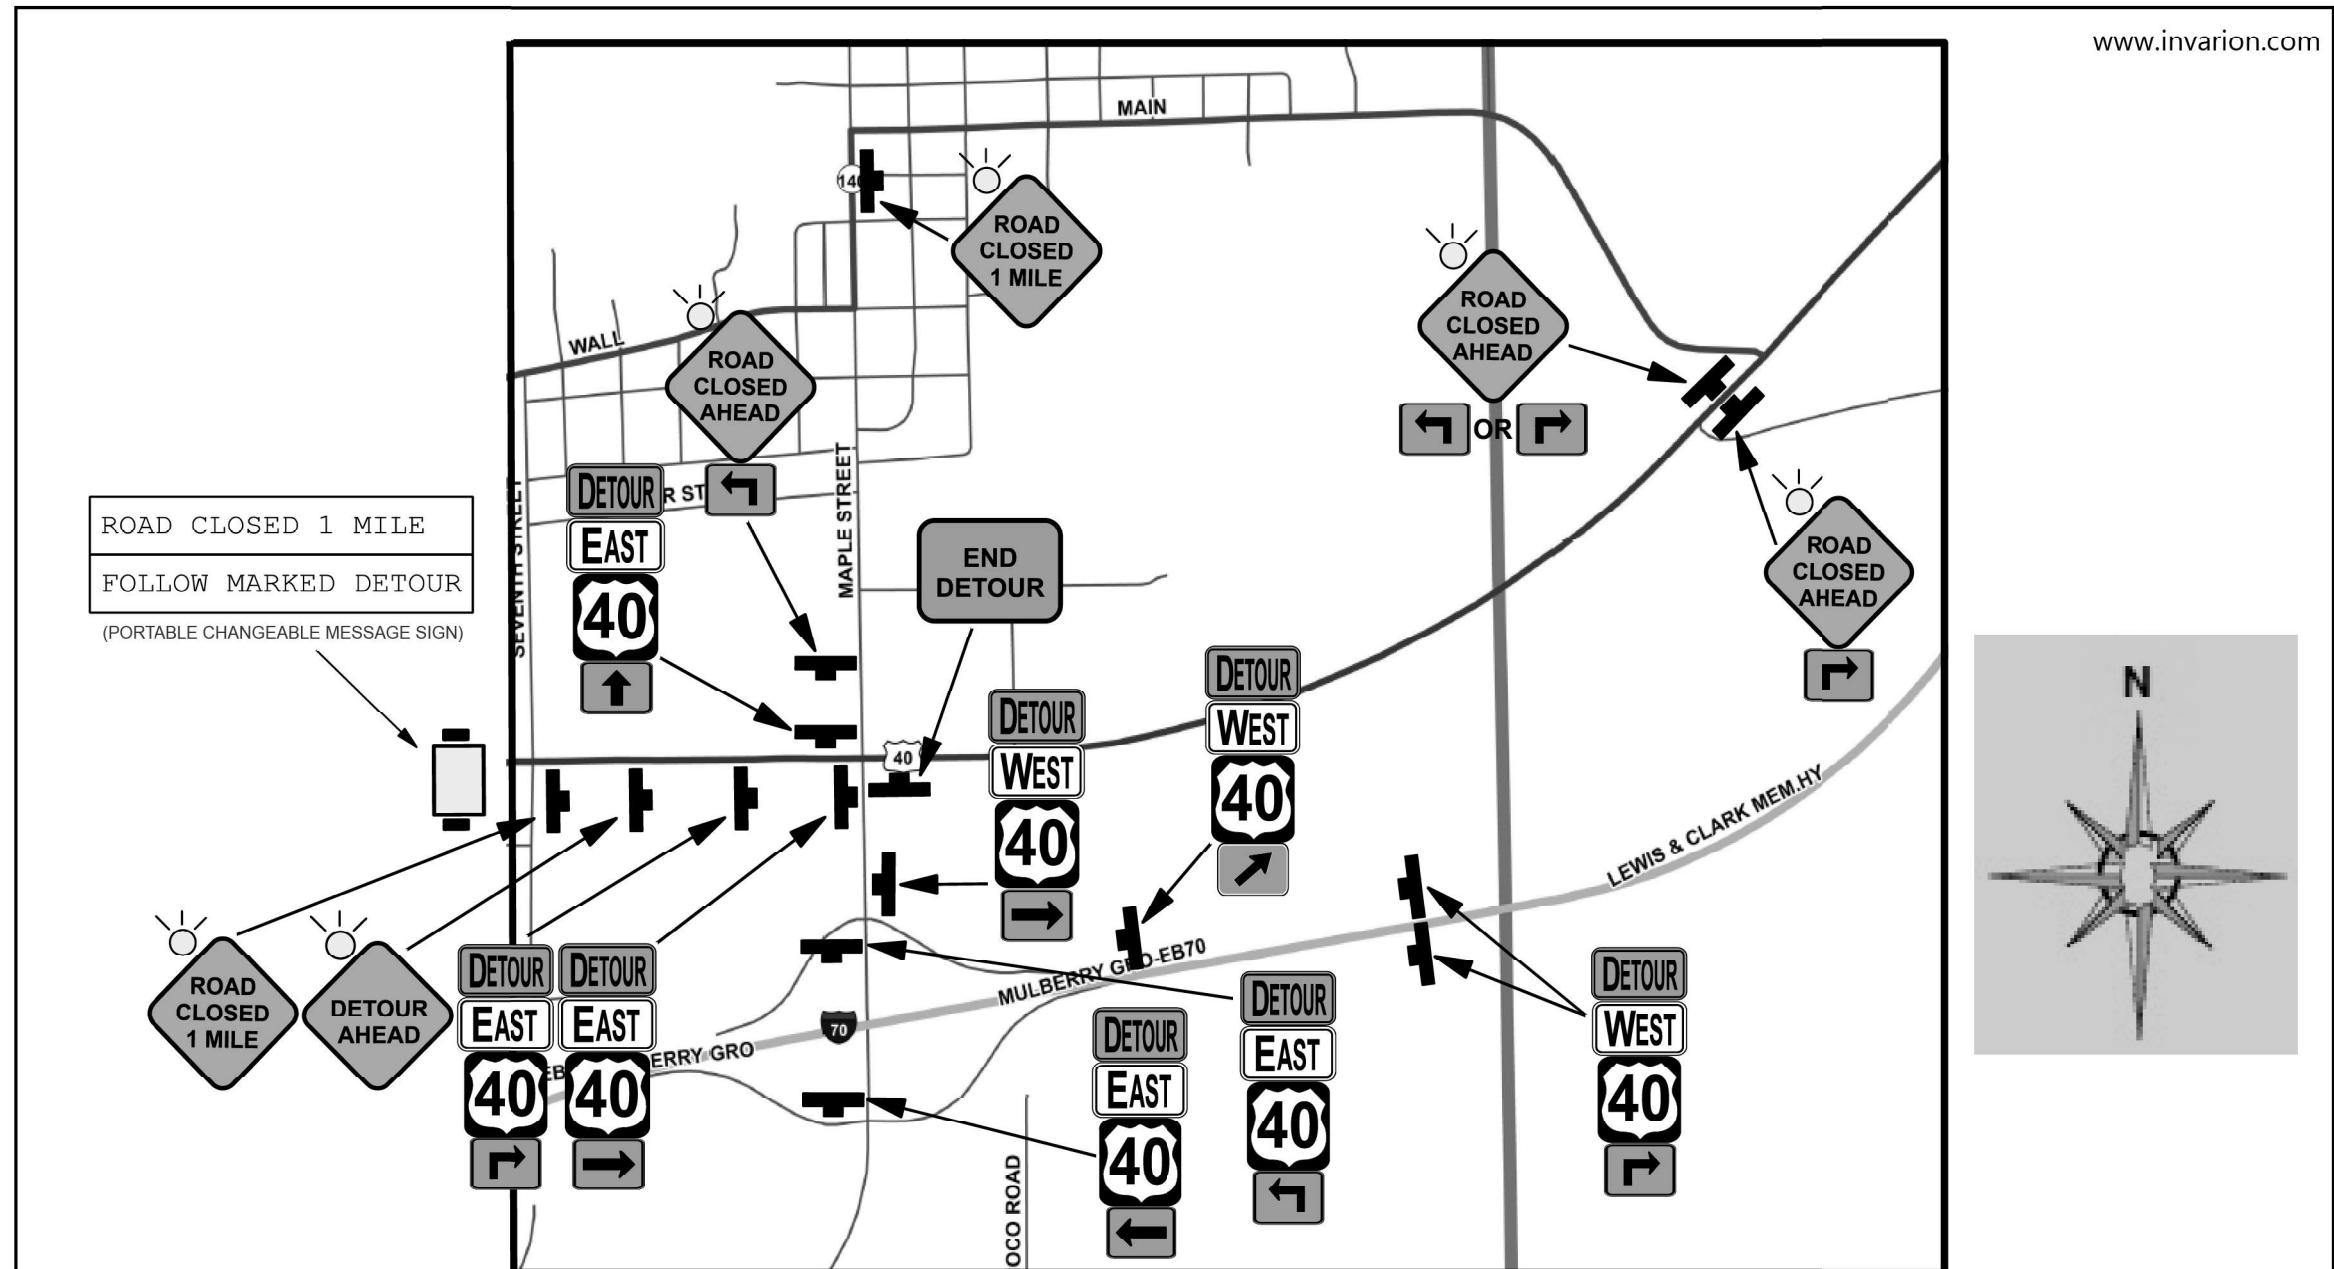 www.invarion.com
MAIN
140
ROAD
CLOSED
1 MILE
ROAD
CLOSED
AHEAD
OR
WALL
ROAD
CLOSED
AHEAD
DETOUR
EAST
40
R ST
MAPLE STREET
SEVENTH STREET
ROAD CLOSED 1 MILE
FOLLOW MARKED DETOUR
(PORTABLE CHANGEABLE MESSAGE SIGN)
END
DETOUR
ROAD
CLOSED
AHEAD
N
40
DETOUR
WEST
40
DETOUR
WEST
40
LEWIS & CLARK MEM.HY
MULBERRY GRO-EB70
70
ROAD
CLOSED
1 MILE
DETOUR
AHEAD
DETOUR
EAST
40
DETOUR
EAST
40
EB
ERRY GRO
OCO ROAD
DETOUR
EAST
40
DETOUR
EAST
40
DETOUR
WEST
40